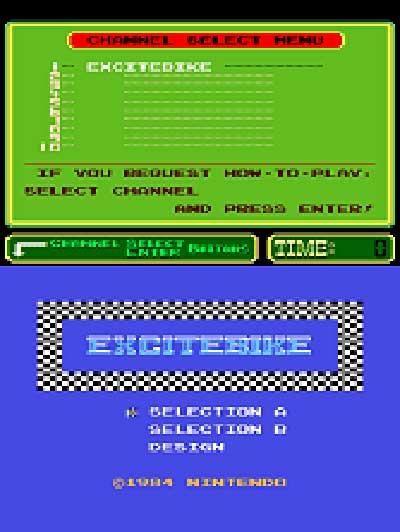 CHANNEL SELECT MENU
EXCITEBIKE
IF YOU REQUEST HOW-TO-PLAY,
SELECT CHANNEL
AND PRESS ENTER!
CHANNEL SELECT
ENTER BUTTONS
TIME: 0
EXCITEBIKE
SELECTION A
SELECTION B
DESIGN
©1984 NINTENDO